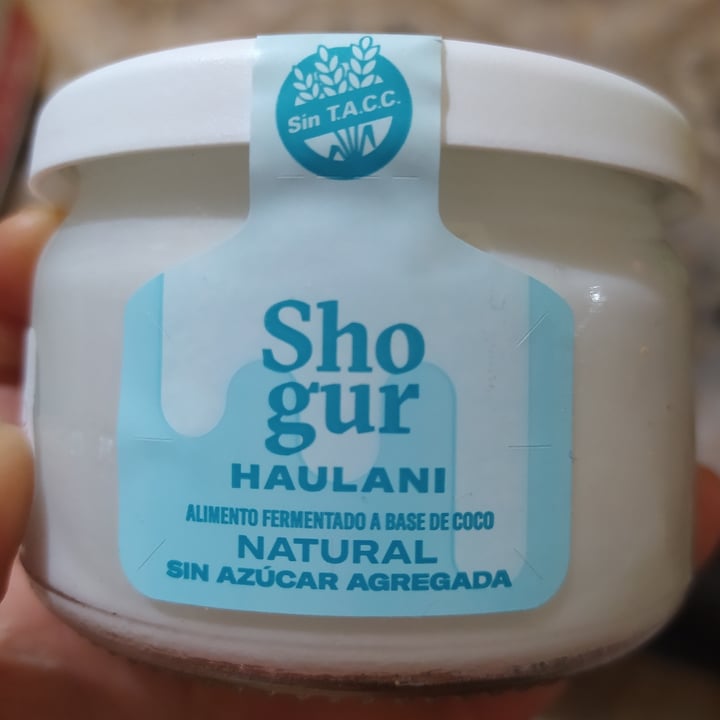 Sin T.A.C.C.
Sho
gur
HAULANI
ALIMENTO FERMENTADO A BASE DE COCO
NATURAL
SIN AZÚCAR AGREGADA